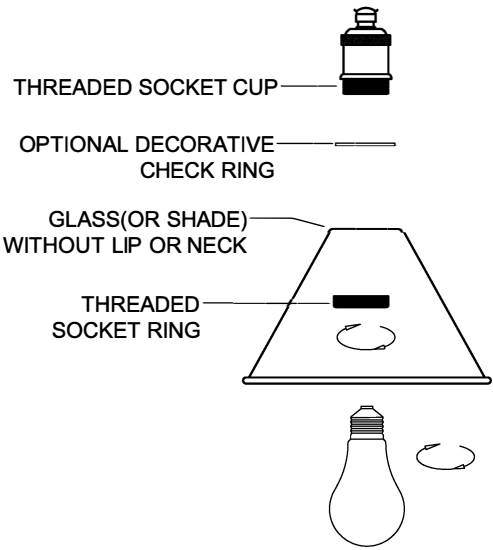 THREADED SOCKET CUP
OPTIONAL DECORATIVE
CHECK RING
GLASS(OR SHADE)
WITHOUT LIP OR NECK
THREADED
SOCKET RING